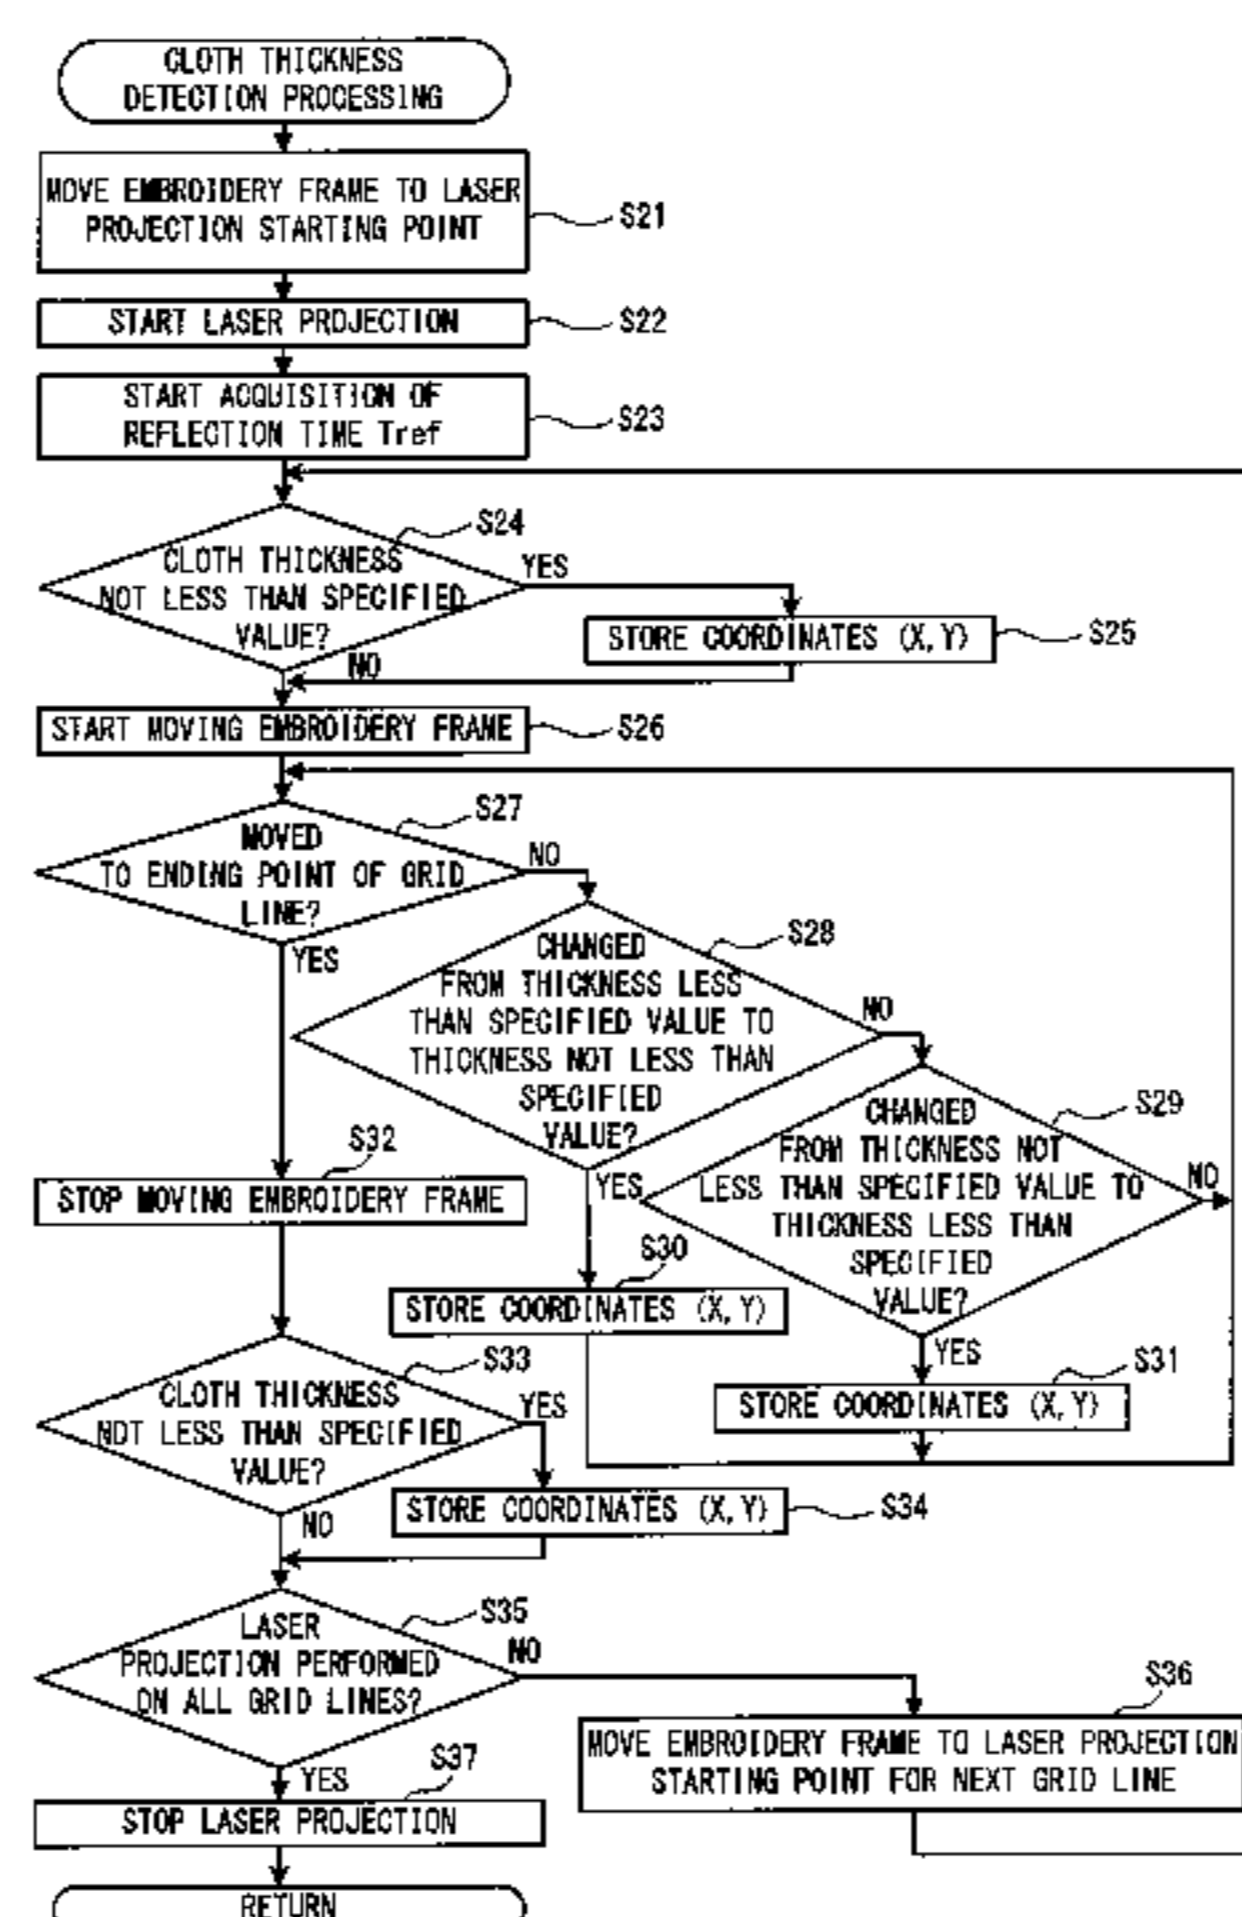 CLOTH THICKNESS
DETECTION PROCESSING
MOVE EMBROIDERY FRAME TO LASER
PROJECTION STARTING POINT
S21
START LASER PROJECTION
S22
START ACQUISITION OF
REFLECTION TIME Tref
S23
S24
CLOTH THICKNESS
NOT LESS THAN SPECIFIED
VALUE?
YES
NO
STORE COORDINATES (X, Y)
S25
START MOVING EMBROIDERY FRAME
S26
S27
MOVED
TO ENDING POINT OF GRID
LINE?
NO
YES
S28
CHANGED
FROM THICKNESS LESS
THAN SPECIFIED VALUE TO
THICKNESS NOT LESS THAN
SPECIFIED
VALUE?
NO
YES
S29
CHANGED
FROM THICKNESS NOT
LESS THAN SPECIFIED VALUE TO
THICKNESS LESS THAN
SPECIFIED
VALUE?
NO
YES
S32
STOP MOVING EMBROIDERY FRAME
S30
STORE COORDINATES (X, Y)
S31
STORE COORDINATES (X, Y)
S33
CLOTH THICKNESS
NOT LESS THAN SPECIFIED
VALUE?
YES
NO
STORE COORDINATES (X, Y)
S34
S35
LASER
PROJECTION PERFORMED
ON ALL GRID LINES?
NO
YES
S36
MOVE EMBROIDERY FRAME TO LASER PROJECTION
STARTING POINT FOR NEXT GRID LINE
S37
STOP LASER PROJECTION
RETURN